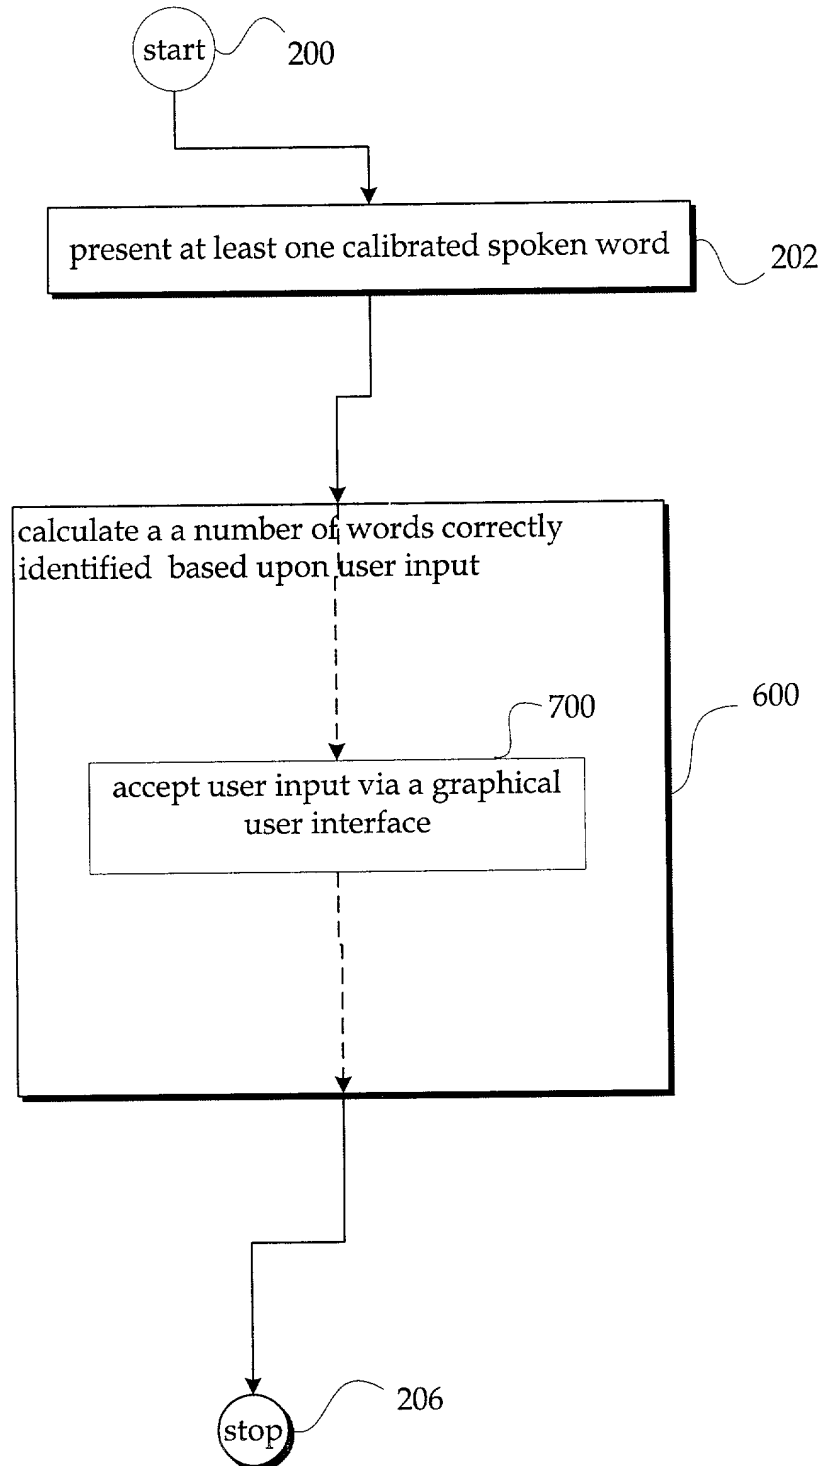 start
200
present at least one calibrated spoken word
202
calculate a a number of words correctly
identified based upon user input
600
700
accept user input via a graphical
user interface
206
stop